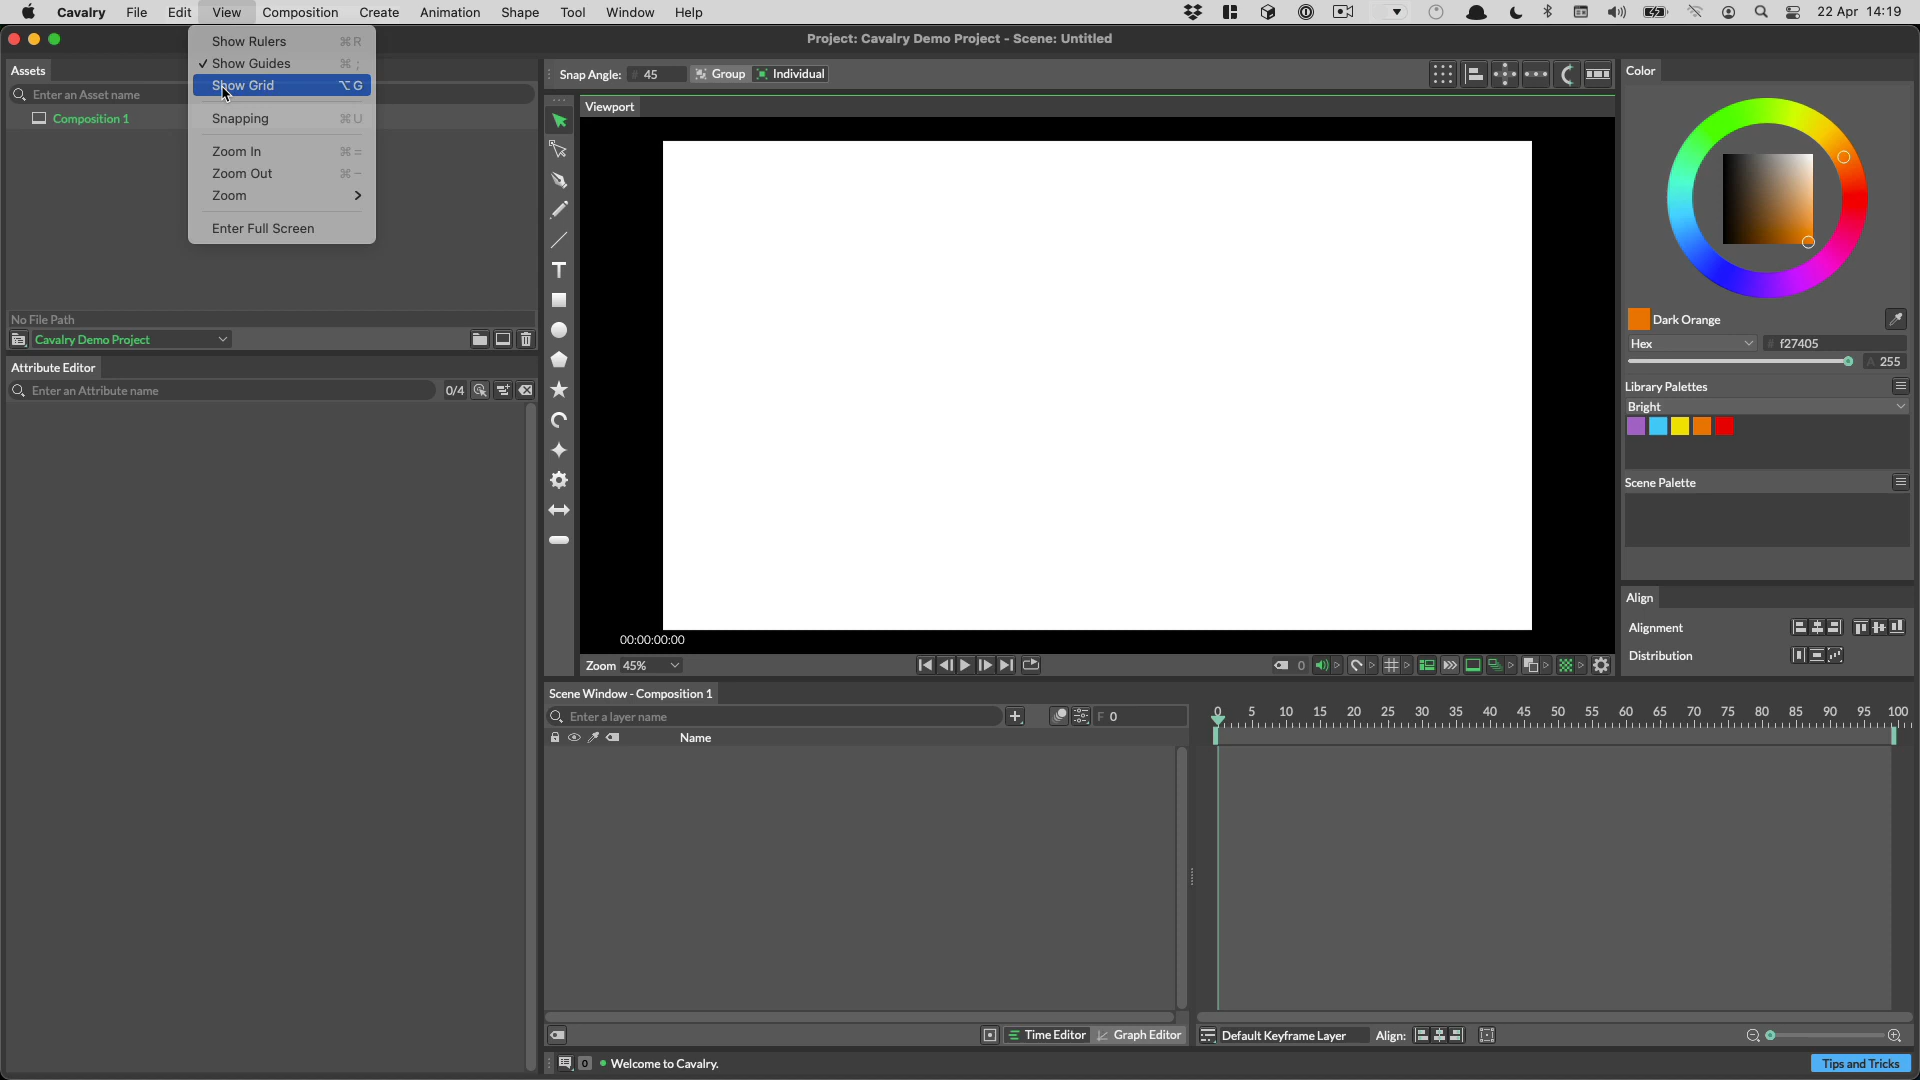 Cavalry File Edit View Composition Create Animation Shape Tool Window Help 22 Apr 14:19
Project: Cavalry Demo Project - Scene: Untitled
Show Rulers ⌘R
✓ Show Guides ⌘ ;
Show Grid ⌥ G
Snapping ⌘U
Zoom In ⌘ =
Zoom Out ⌘ −
Zoom >
Enter Full Screen
Assets
Enter an Asset name
Composition 1
No File Path
Cavalry Demo Project
Attribute Editor
Enter an Attribute name 0/4
Snap Angle: # 45 Group Individual
Viewport
00:00:00:00
Zoom 45% 0
Color
Dark Orange
Hex # f27405
A 255
Library Palettes
Bright
Scene Palette
Align
Alignment
Distribution
Scene Window - Composition 1
Enter a layer name F 0
Name
0 5 10 15 20 25 30 35 40 45 50 55 60 65 70 75 80 85 90 95 100
Time Editor Graph Editor Default Keyframe Layer Align:
0 Welcome to Cavalry. Tips and Tricks